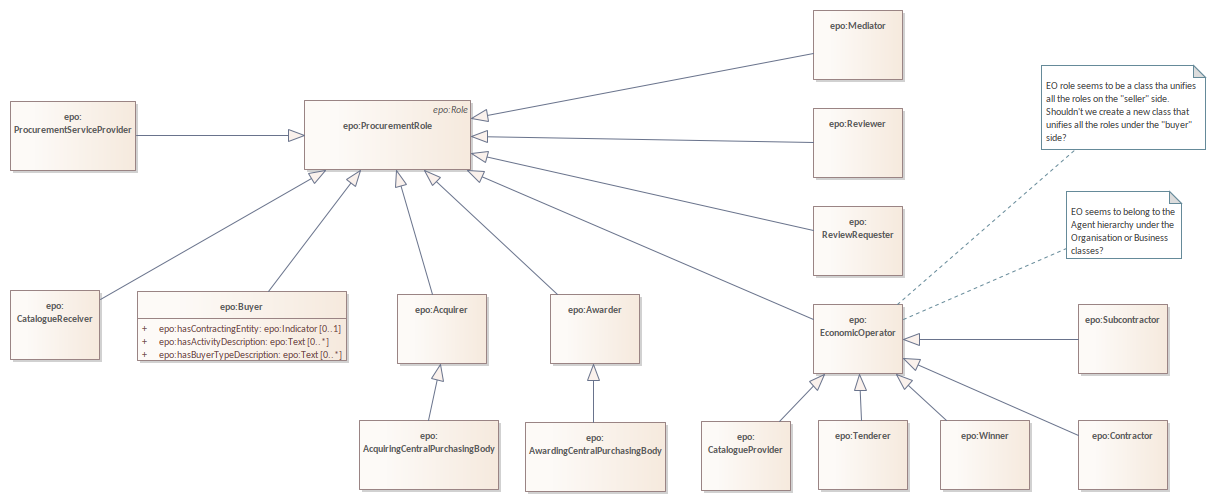 epo:Mediator
EO role seems to be a class tha unifies
all the roles on the "seller" side.
Shouldn't we create a new class that
unifies all the roles under the "buyer"
side?
epo:
ProcurementServiceProvider
epo:Role
epo:ProcurementRole
epo:Reviewer
EO seems to belong to the
Agent hierarchy under the
Organisation or Business
classes?
epo:
ReviewRequester
epo:
CatalogueReceiver
epo:Buyer
+ epo:hasContractingEntity: epo:Indicator [0..1]
+ epo:hasActivityDescription: epo:Text [0..*]
+ epo:hasBuyerTypeDescription: epo:Text [0..*]
epo:Acquirer
epo:Awarder
epo:
EconomicOperator
epo:Subcontractor
epo:
AcquiringCentralPurchasingBody
epo:
AwardingCentralPurchasingBody
epo:
CatalogueProvider
epo:Tenderer
epo:Winner
epo:Contractor